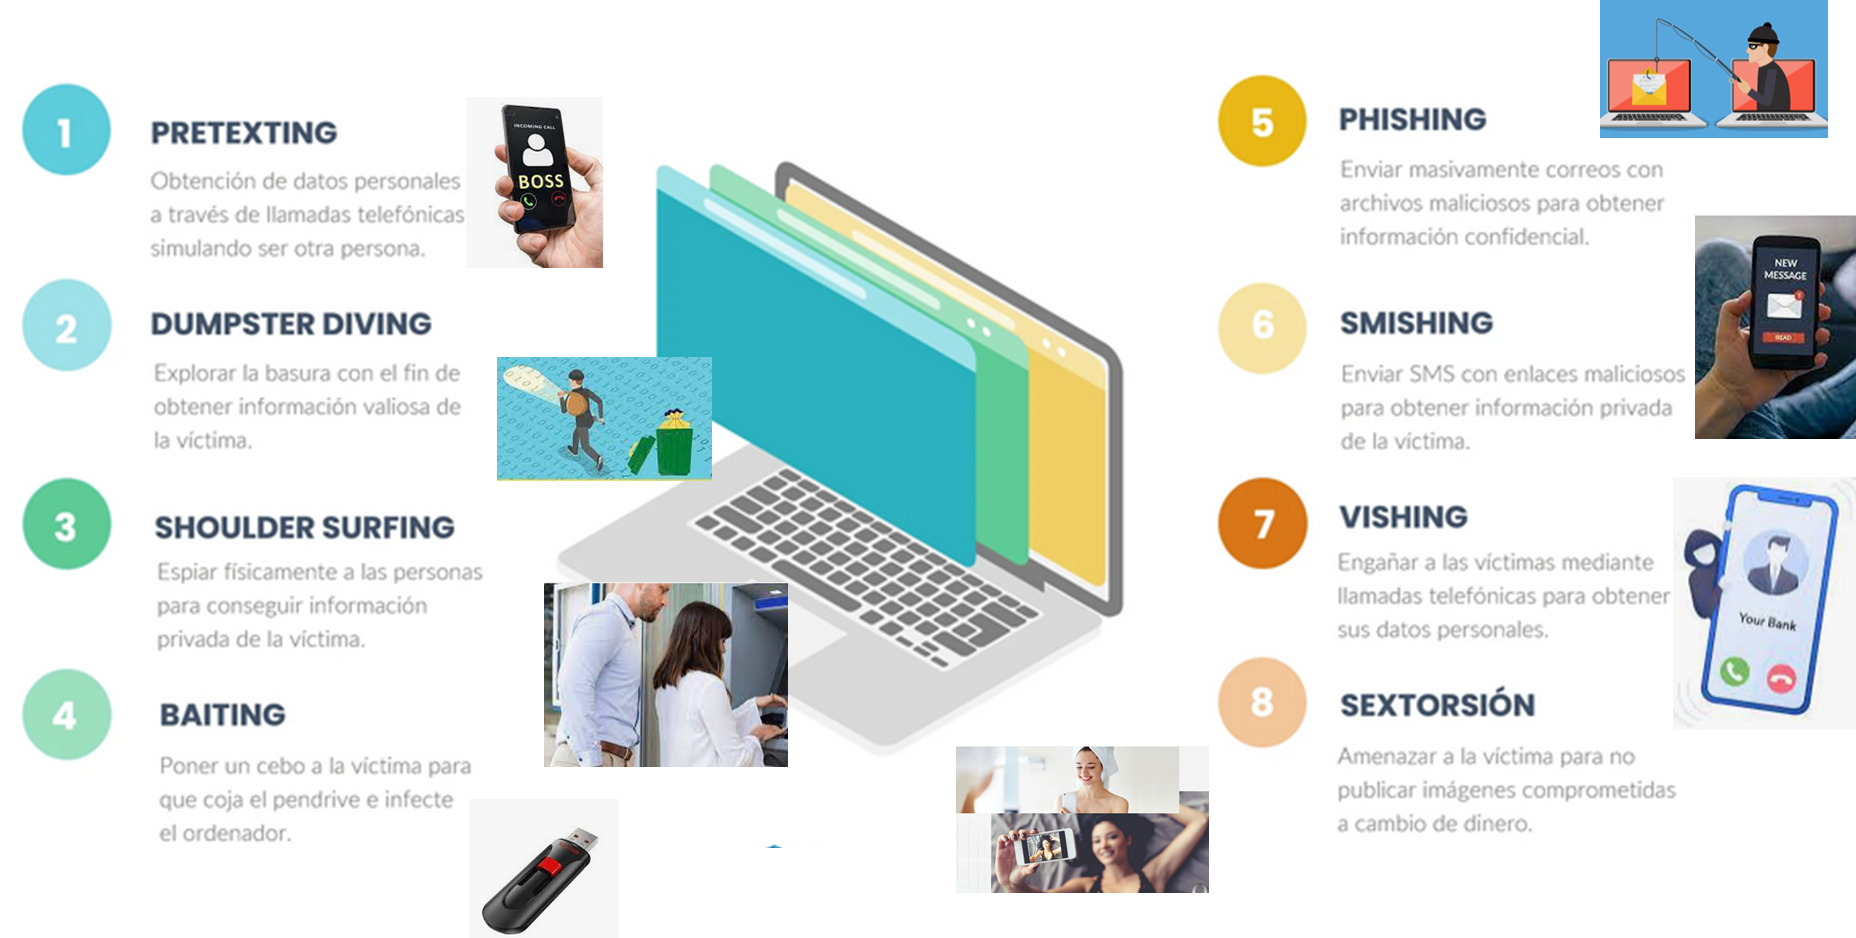 1
PRETEXTING
Obtención de datos personales
a través de llamadas telefónicas
simulando ser otra persona.
INCOMING CALL
BOSS
2
DUMPSTER DIVING
Explorar la basura con el fin de
obtener información valiosa de
la víctima.
3
SHOULDER SURFING
Espiar físicamente a las personas
para conseguir información
privada de la víctima.
4
BAITING
Poner un cebo a la víctima para
que coja el pendrive e infecte
el ordenador.
5
PHISHING
Enviar masivamente correos con
archivos maliciosos para obtener
información confidencial.
6
SMISHING
Enviar SMS con enlaces maliciosos
para obtener información privada
de la víctima.
NEW
MESSAGE
READ
7
VISHING
Engañar a las víctimas mediante
llamadas telefónicas para obtener
sus datos personales.
Your Bank
8
SEXTORSIÓN
Amenazar a la víctima para no
publicar imágenes comprometidas
a cambio de dinero.